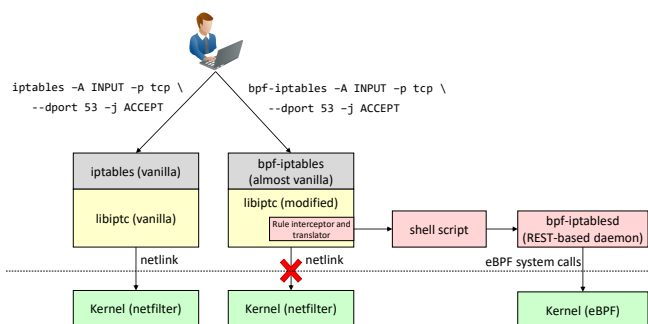 iptables –A INPUT –p tcp \
--dport 53 –j ACCEPT
bpf-iptables –A INPUT –p tcp \
--dport 53 –j ACCEPT
iptables (vanilla)
libiptc (vanilla)
bpf-iptables
(almost vanilla)
libiptc (modified)
Rule interceptor and
translator
shell script
bpf-iptablesd
(REST-based daemon)
netlink
netlink
eBPF system calls
Kernel (netfilter)
Kernel (netfilter)
Kernel (eBPF)